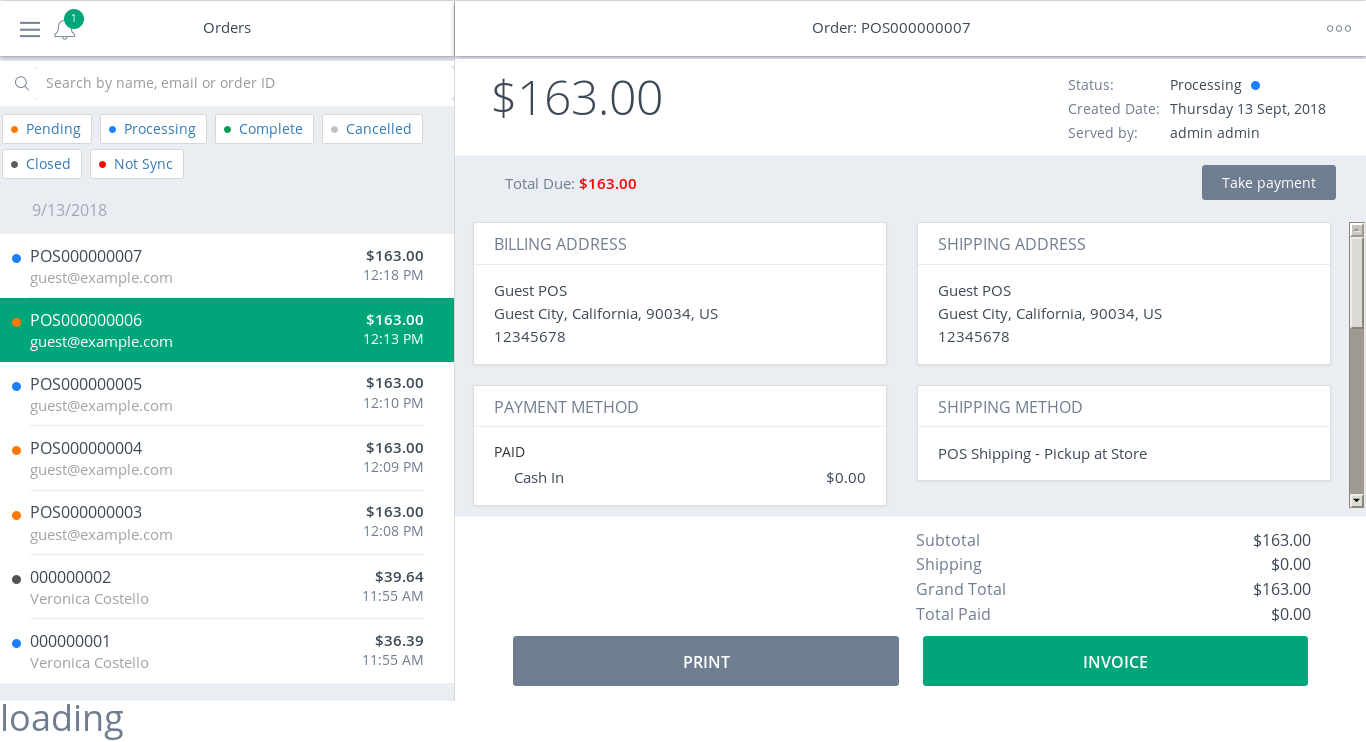 1
Orders
Order: POS000000007
Search by name, email or order ID
Pending
Processing
Complete
Cancelled
Closed
Not Sync
9/13/2018
POS000000007 $163.00
guest@example.com 12:18 PM
POS000000006 $163.00
guest@example.com 12:13 PM
POS000000005 $163.00
guest@example.com 12:10 PM
POS000000004 $163.00
guest@example.com 12:09 PM
POS000000003 $163.00
guest@example.com 12:08 PM
000000002 $39.64
Veronica Costello 11:55 AM
000000001 $36.39
Veronica Costello 11:55 AM
loading
$163.00
Status: Processing
Created Date: Thursday 13 Sept, 2018
Served by: admin admin
Total Due: $163.00
Take payment
BILLING ADDRESS
Guest POS
Guest City, California, 90034, US
12345678
SHIPPING ADDRESS
Guest POS
Guest City, California, 90034, US
12345678
PAYMENT METHOD
PAID
Cash In $0.00
SHIPPING METHOD
POS Shipping - Pickup at Store
Subtotal $163.00
Shipping $0.00
Grand Total $163.00
Total Paid $0.00
PRINT
INVOICE